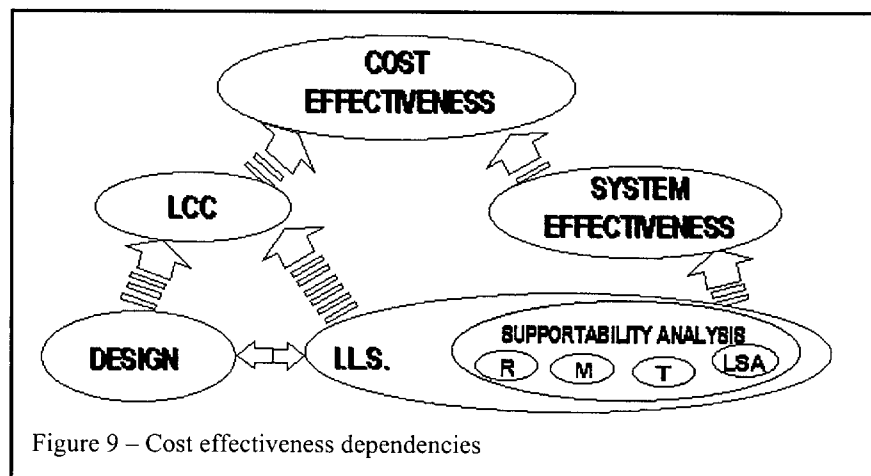 COST
EFFECTIVENESS
LCC
SYSTEM
EFFECTIVENESS
DESIGN
I.L.S.
SUPPORTABILITY ANALYSIS
R
M
T
LSA
Figure 9 – Cost effectiveness dependencies